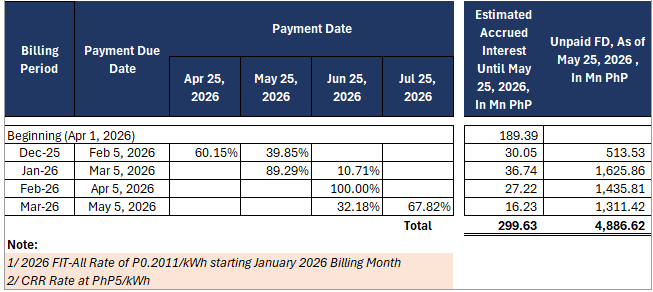 Billing Period
Payment Due Date
Payment Date
Apr 25, 2026
May 25, 2026
Jun 25, 2026
Jul 25, 2026
Estimated Accrued Interest Until May 25, 2026, In Mn PhP
Unpaid FD, As of May 25, 2026 , In Mn PhP
Beginning (Apr 1, 2026) 189.39
Dec-25 Feb 5, 2026 60.15% 39.85% 30.05 513.53
Jan-26 Mar 5, 2026 89.29% 10.71% 36.74 1,625.86
Feb-26 Apr 5, 2026 100.00% 27.22 1,435.81
Mar-26 May 5, 2026 32.18% 67.82% 16.23 1,311.42
Total 299.63 4,886.62
Note:
1/ 2026 FIT-All Rate of P0.2011/kWh starting January 2026 Billing Month
2/ CRR Rate at PhP5/kWh